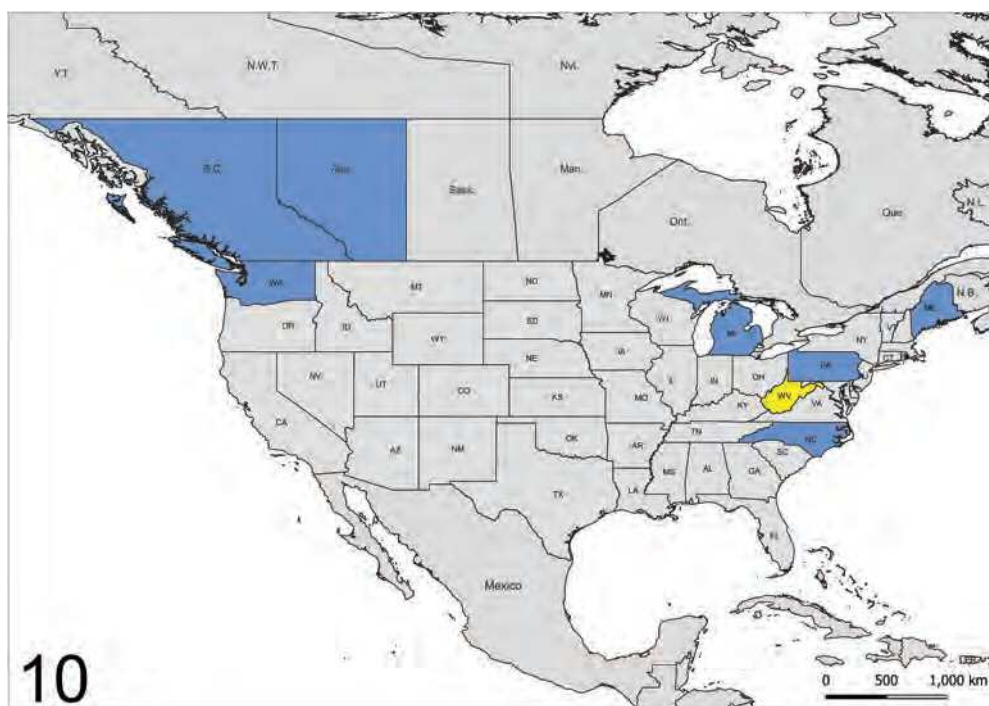 Y.T.
N.W.T.
Nvt.
B.C.
Sask.
Man.
Ont.
Que.
N.L.
N.B.
WA
MT
ND
MN
OR
ID
WY
SD
WI
MI
ME
VT
NY
NE
IA
PA
CT
NV
UT
CO
KS
IL
IN
OH
WV
VA
MO
KY
CA
AZ
NM
OK
AR
TN
NC
SC
TX
LA
MS
AL
GA
FL
Mexico
10
0 500 1,000 km